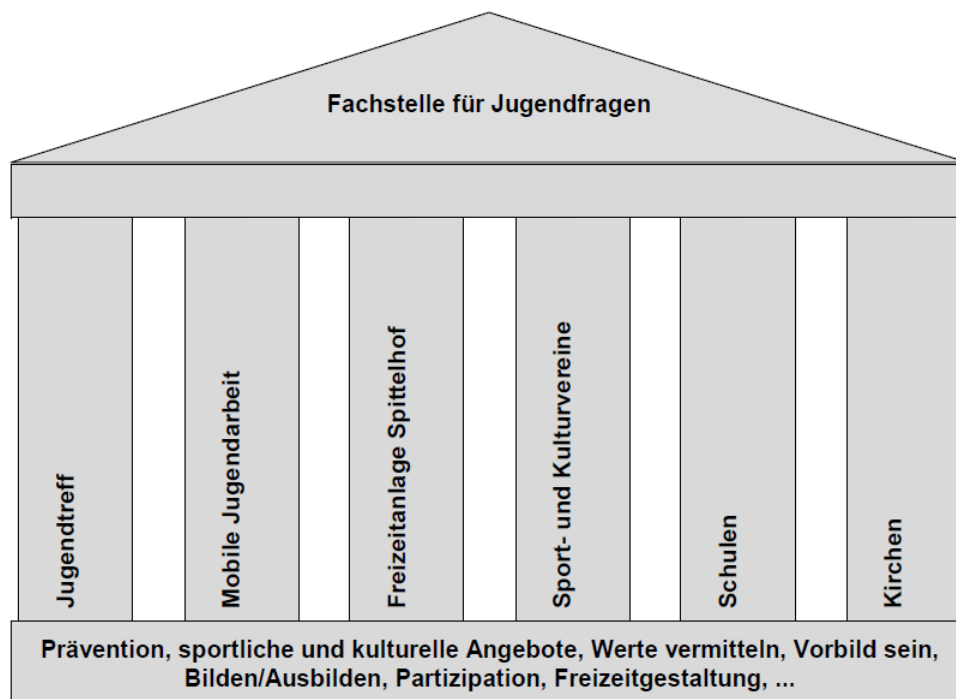 Fachstelle für Jugendfragen
Jugendtreff
Mobile Jugendarbeit
Freizeitanlage Spittelhof
Sport- und Kulturvereine
Schulen
Kirchen
Prävention, sportliche und kulturelle Angebote, Werte vermitteln, Vorbild sein,
Bilden/Ausbilden, Partizipation, Freizeitgestaltung, ...